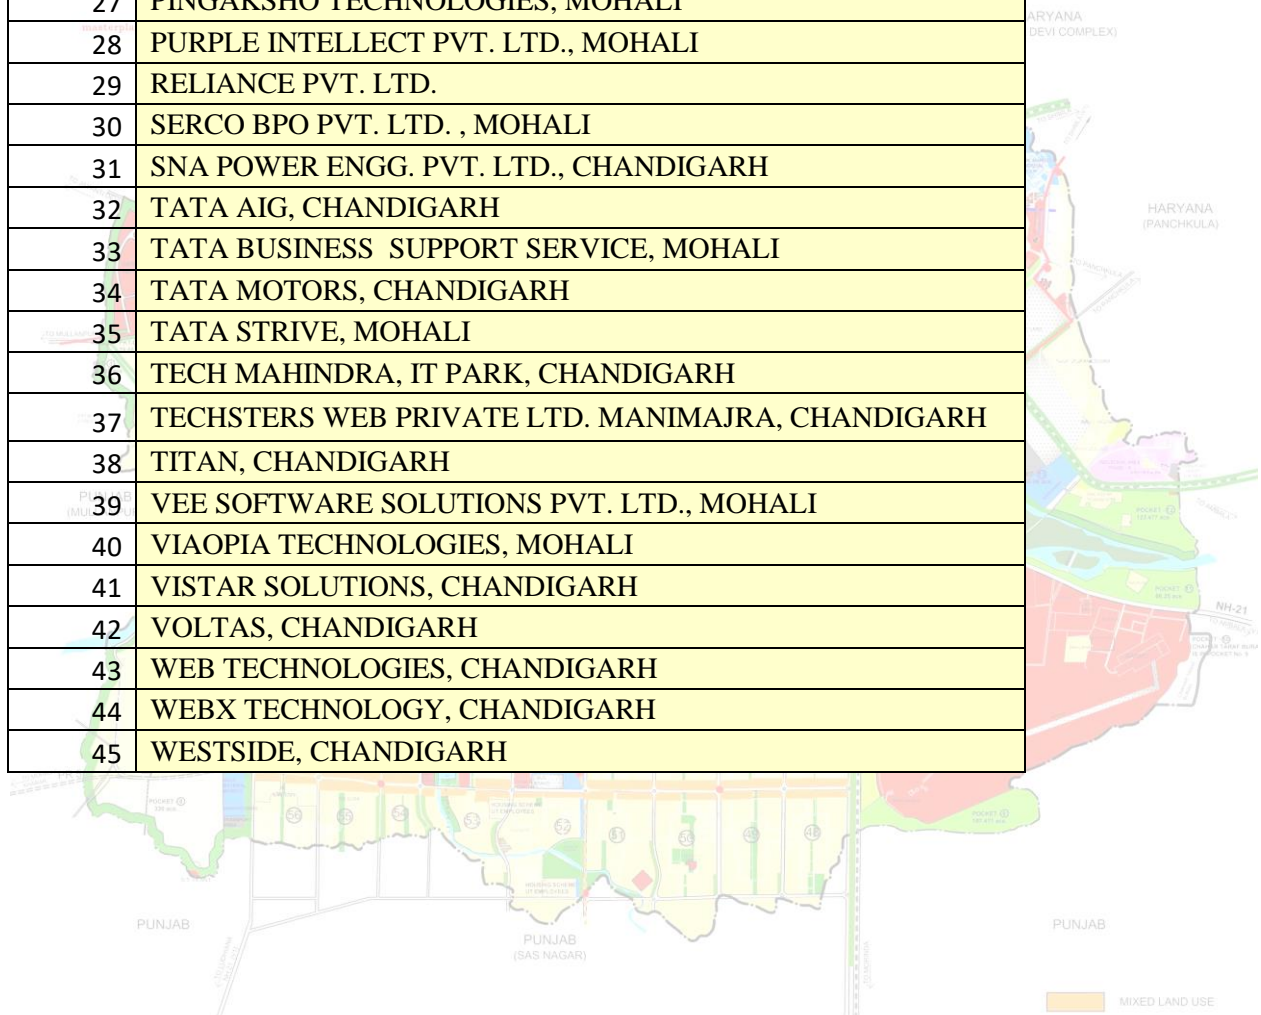 27 PINGAKSHO TECHNOLOGIES, MOHALI
ARYANA
DEVI COMPLEX)
28 PURPLE INTELLECT PVT. LTD., MOHALI
29 RELIANCE PVT. LTD.
30 SERCO BPO PVT. LTD. , MOHALI
31 SNA POWER ENGG. PVT. LTD., CHANDIGARH
32 TATA AIG, CHANDIGARH
HARYANA
(PANCHKULA)
33 TATA BUSINESS SUPPORT SERVICE, MOHALI
34 TATA MOTORS, CHANDIGARH
35 TATA STRIVE, MOHALI
36 TECH MAHINDRA, IT PARK, CHANDIGARH
37 TECHSTERS WEB PRIVATE LTD. MANIMAJRA, CHANDIGARH
38 TITAN, CHANDIGARH
39 VEE SOFTWARE SOLUTIONS PVT. LTD., MOHALI
40 VIAOPIA TECHNOLOGIES, MOHALI
41 VISTAR SOLUTIONS, CHANDIGARH
42 VOLTAS, CHANDIGARH
NH-21
43 WEB TECHNOLOGIES, CHANDIGARH
44 WEBX TECHNOLOGY, CHANDIGARH
45 WESTSIDE, CHANDIGARH
PUNJAB
PUNJAB
(SAS NAGAR)
PUNJAB
MIXED LAND USE